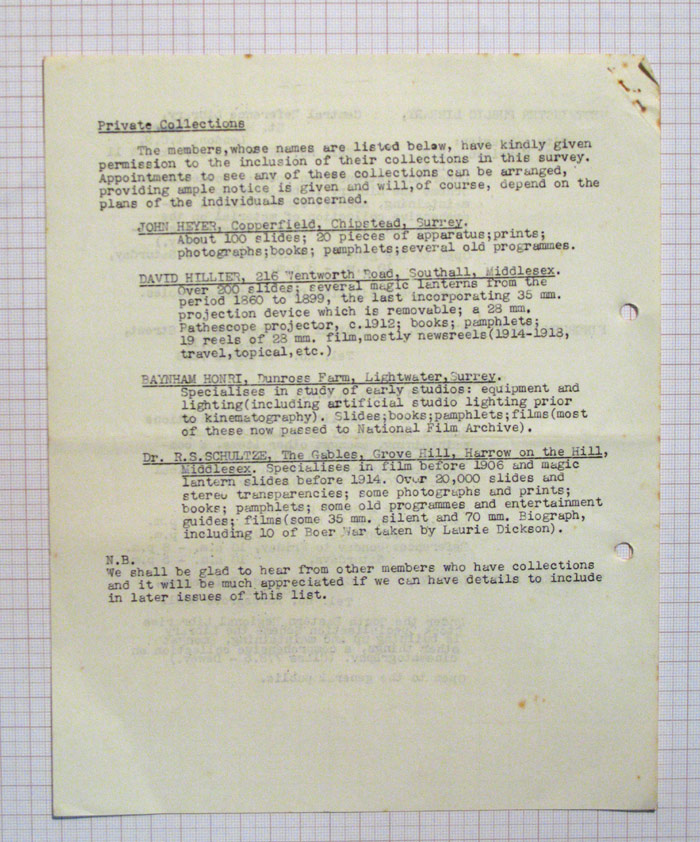 Private Collections
The members,whose names are listed below, have kindly given
permission to the inclusion of their collections in this survey.
Appointments to see any of these collections can be arranged,
providing ample notice is given and will,of course, depend on the
plans of the individuals concerned.
JOHN HEYER, Copperfield, Chipstead, Surrey.
About 100 slides; 20 pieces of apparatus;prints;
photographs;books; pamphlets;several old programmes.
DAVID HILLIER, 216 Wentworth Road, Southall, Middlesex.
Over 200 slides; several magic lanterns from the
period 1860 to 1899, the last incorporating 35 mm.
projection device which is removable; a 28 mm.
Pathescope projector, c.1912; books; pamphlets;
19 reels of 28 mm. film,mostly newsreels(1914-1918,
travel,topical,etc.)
BAYNHAM HONRI, Dunross Farm, Lightwater,Surrey.
Specialises in study of early studios: equipment and
lighting(including artificial studio lighting prior
to kinematography). Slides;books;pamphlets;films(most
of these now passed to National Film Archive).
Dr. R.S.SCHULTZE, The Gables, Grove Hill, Harrow on the Hill,
Middlesex. Specialises in film before 1906 and magic
lantern slides before 1914. Over 20,000 slides and
stereo transparencies; some photographs and prints;
books; pamphlets; some old programmes and entertainment
guides; films(some 35 mm. silent and 70 mm. Biograph,
including 10 of Boer War taken by Laurie Dickson).
N.B.
We shall be glad to hear from other members who have collections
and it will be much appreciated if we can have details to include
in later issues of this list.